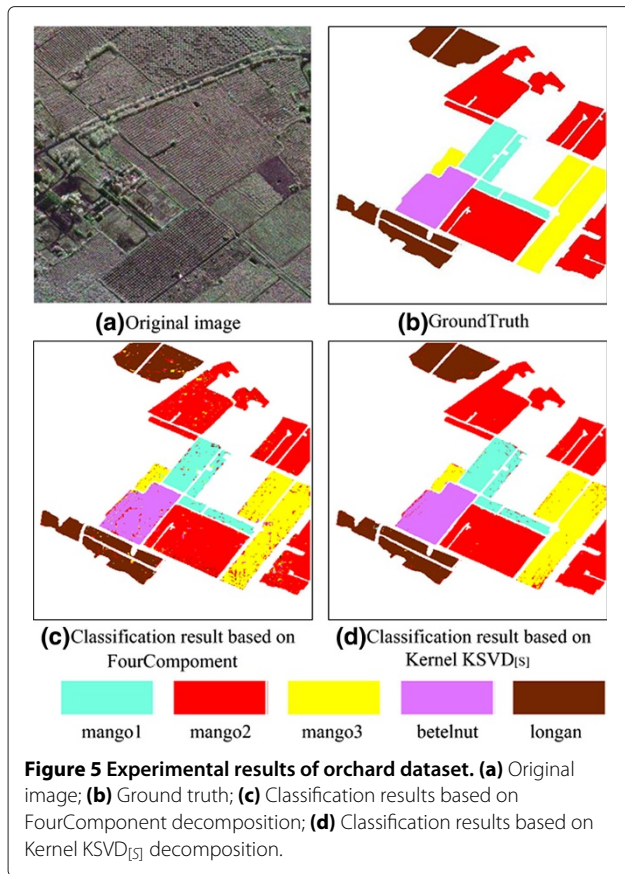 (a)Original image
(b)GroundTruth
(c)Classification result based on
FourCompoment
(d)Classification result based on
Kernel KSVD[S]
mango1
mango2
mango3
betelnut
longan
Figure 5 Experimental results of orchard dataset. (a) Original
image; (b) Ground truth; (c) Classification results based on
FourComponent decomposition; (d) Classification results based on
Kernel KSVD[S] decomposition.